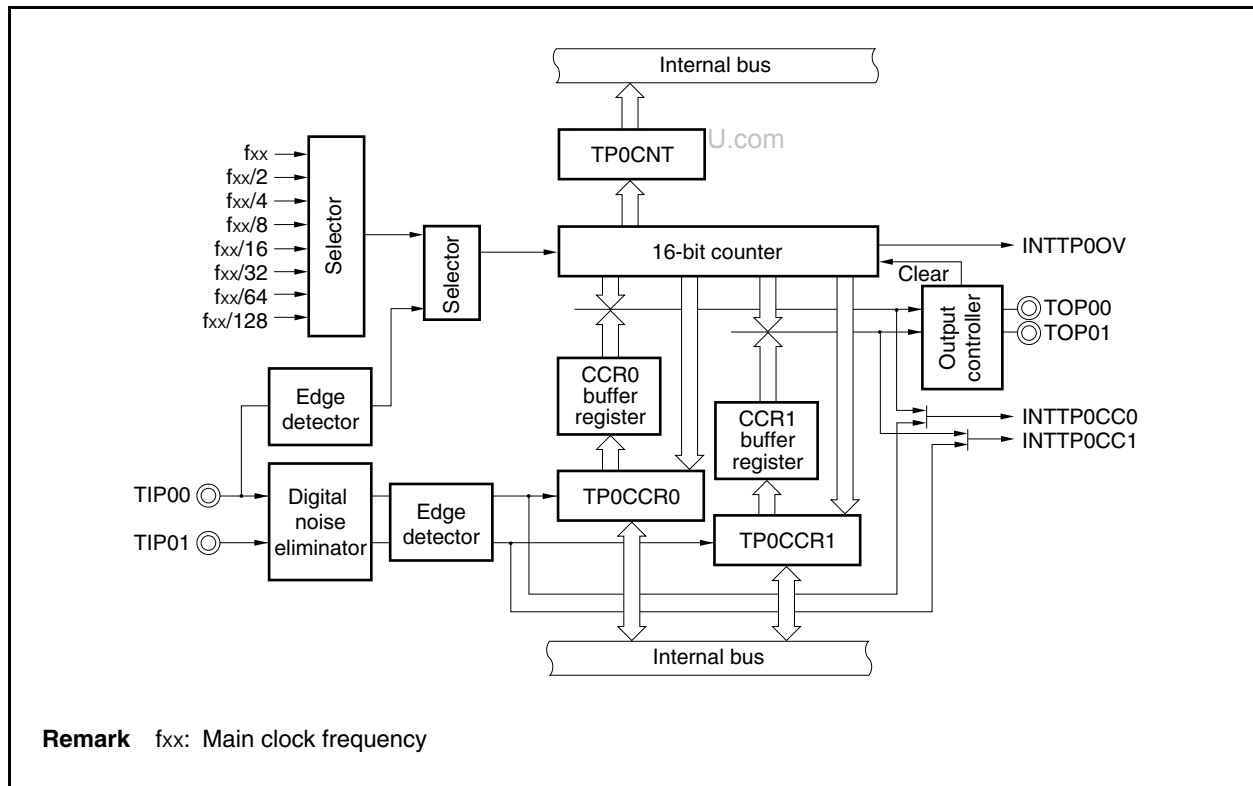 Internal bus
U.com
TP0CNT
fxx
fxx/2
fxx/4
fxx/8
fxx/16
fxx/32
fxx/64
fxx/128
Selector
Selector
16-bit counter
INTTP0OV
Clear
TOP00
TOP01
Output
controller
CCR0
buffer
register
CCR1
buffer
register
INTTP0CC0
INTTP0CC1
Edge
detector
TIP00
TIP01
Digital
noise
eliminator
Edge
detector
TP0CCR0
TP0CCR1
Internal bus
Remark fxx: Main clock frequency